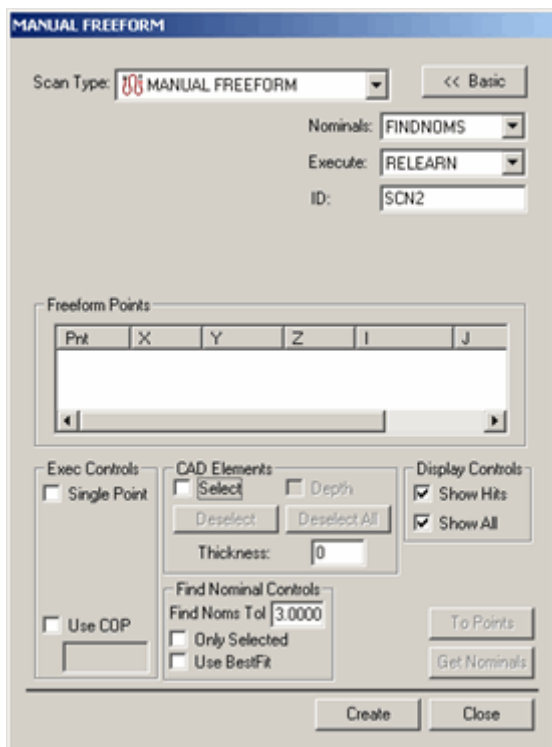 MANUAL FREEFORM
Scan Type: MANUAL FREEFORM << Basic
Nominals: FINDNOMS
Execute: RELEARN
ID: SCN2
Freeform Points
Pnt X Y Z I J
Exec Controls CAD Elements Display Controls
Single Point Select Depth Show Hits
Deselect Deselect All Show All
Thickness: 0
Find Nominal Controls
Find Noms Tol 3.0000
Use COP Only Selected To Points
Use BestFit Get Nominals
Create Close